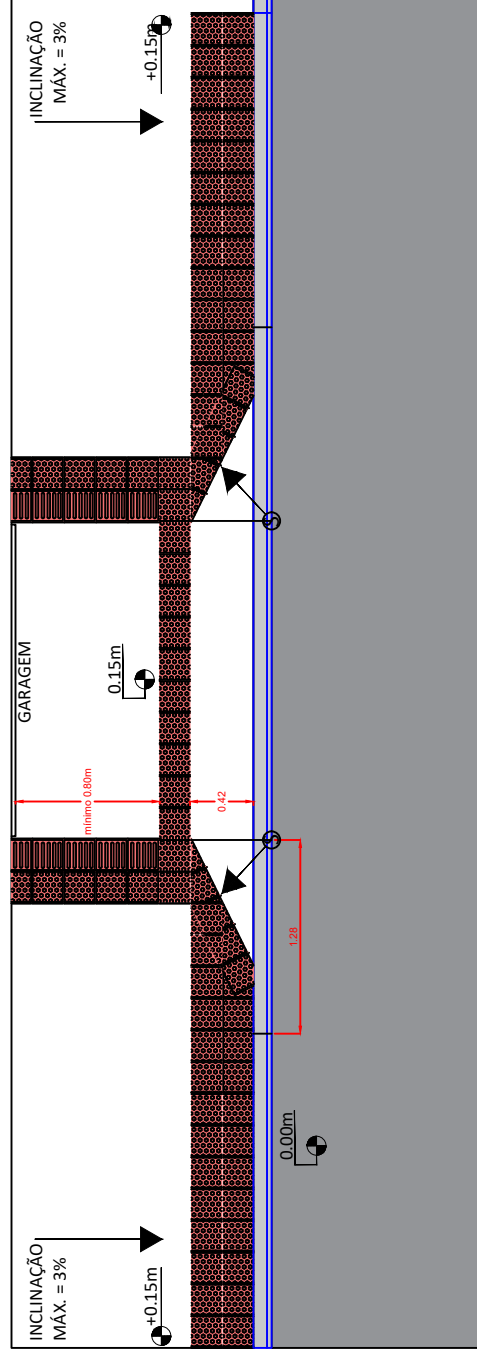 INCLINAÇÃO
MÁX. = 3%
+0.15m
GARAGEM
0.15m
mínimo 0.80m
0.42
S
S
1.28
0.00m
INCLINAÇÃO
MÁX. = 3%
+0.15m